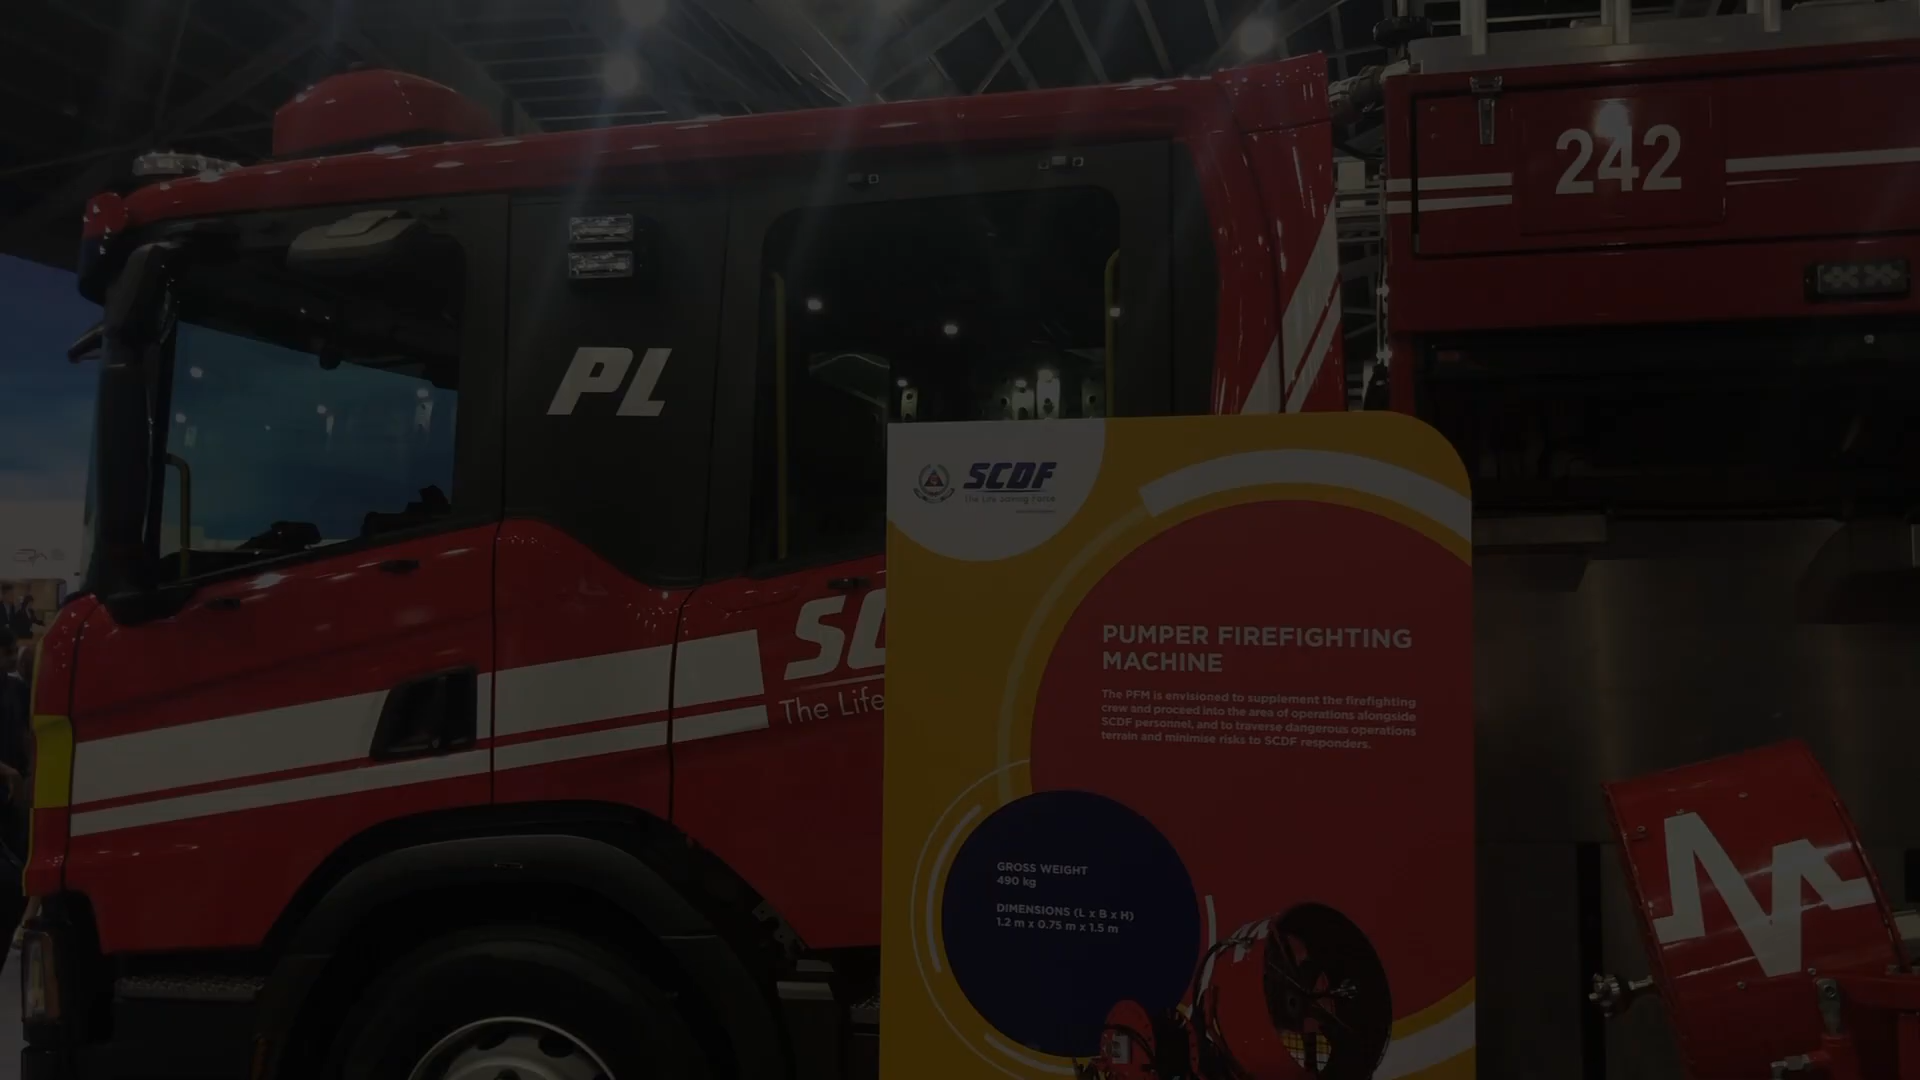 242
PL
SC
The Life
SCDF
The Life Saving Force
PUMPER FIREFIGHTING
MACHINE
The PFM is envisioned to supplement the firefighting
crew and proceed into the area of operations alongside
SCDF personnel, and to traverse dangerous operations
terrain and minimise risks to SCDF responders.
GROSS WEIGHT
490 kg
DIMENSIONS (L x B x H)
1.2 m x 0.75 m x 1.5 m